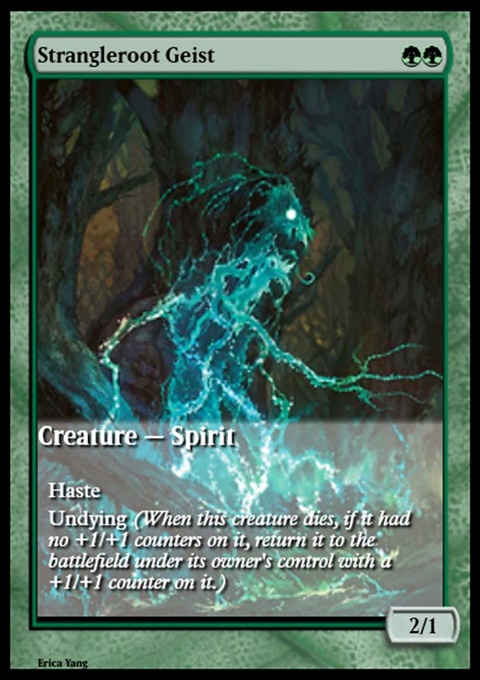 Strangleroot Geist
Creature — Spirit
Haste
Undying (When this creature dies, if it had
no +1/+1 counters on it, return it to the
battlefield under its owner's control with a
+1/+1 counter on it.)
2/1
Erica Yang